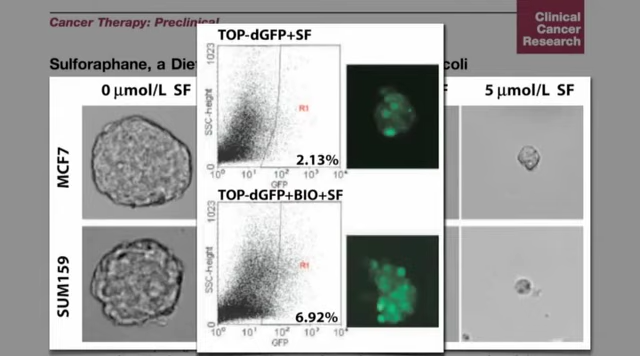 Cancer Therapy: Preclinical
Clinical
Cancer
Research
Sulforaphane, a Die
coli
TOP-dGFP+SF
1023
SSC-height
0
R1
2.13%
10⁰ 10¹ 10² 10³ 10⁴
GFP
TOP-dGFP+BIO+SF
1023
SSC-height
0
R1
6.92%
10⁰ 10¹ 10² 10³ 10⁴
GFP
0 µmol/L SF
5 µmol/L SF
MCF7
SUM159